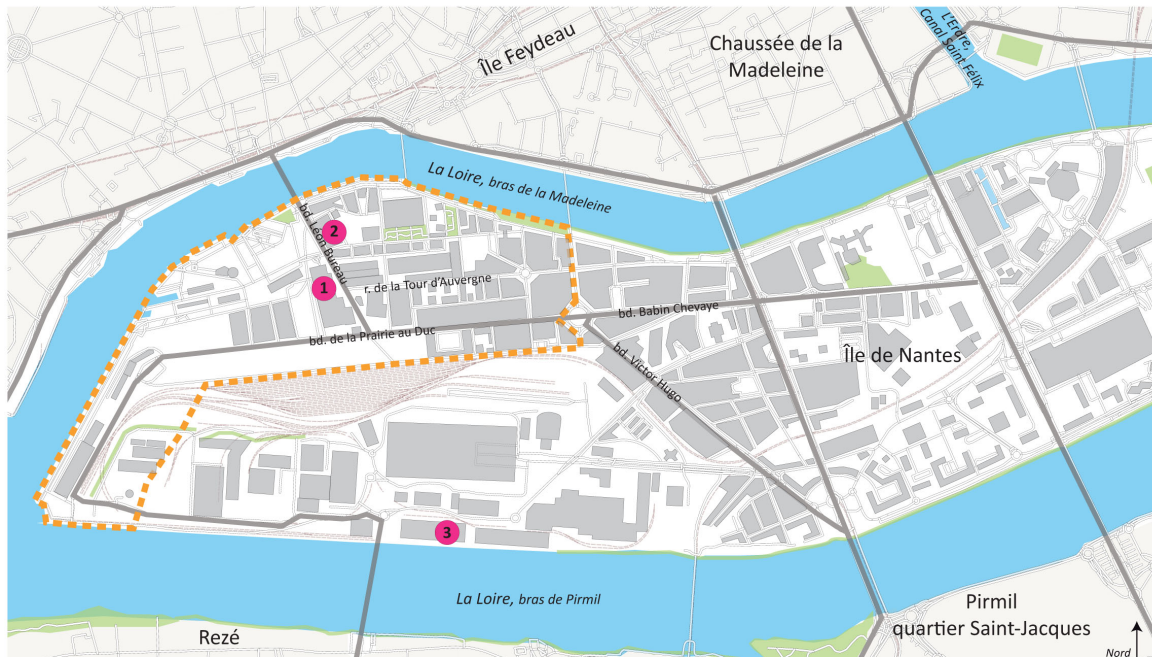 Île Feydeau
Chaussée de la
Madeleine
L'Erdre,
Canal Saint Félix
La Loire, bras de la Madeleine
bd. Léon Bureau
2
1
r. de la Tour d'Auvergne
bd. de la Prairie au Duc
bd. Babin Chevaye
bd. Victor Hugo
Île de Nantes
3
La Loire, bras de Pirmil
Rezé
Pirmil
quartier Saint-Jacques
Nord